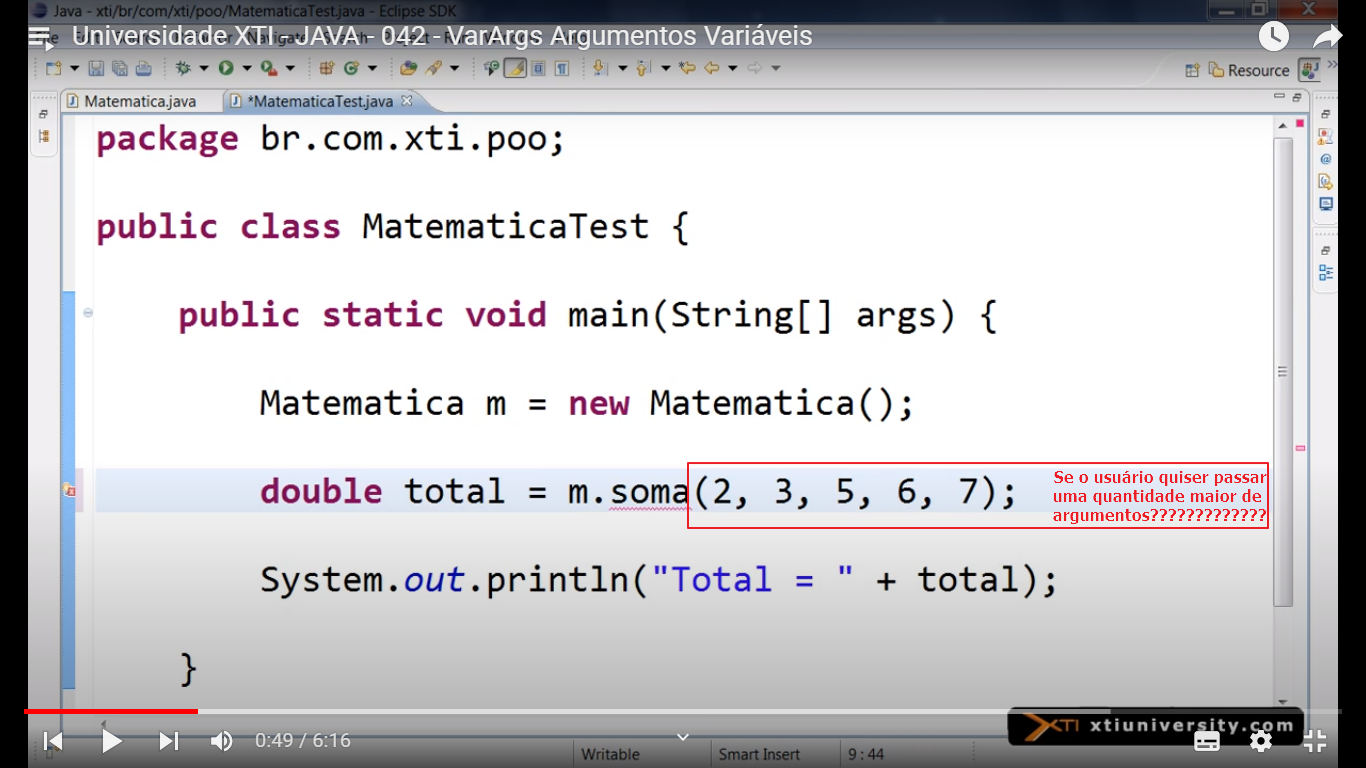 Java - xti/br/com/xti/poo/MatematicaTest.java - Eclipse SDK
Universidade XTI - JAVA - 042 - VarArgs Argumentos Variáveis
Resource
Matematica.java
*MatematicaTest.java
package br.com.xti.poo;
public class MatematicaTest {
public static void main(String[] args) {
Matematica m = new Matematica();
double total = m.soma(2, 3, 5, 6, 7);
Se o usuário quiser passar
uma quantidade maior de
argumentos?????????????
System.out.println("Total = " + total);
}
XTI xtiuniversity.com
0:49 / 6:16
Writable
Smart Insert
9 : 44